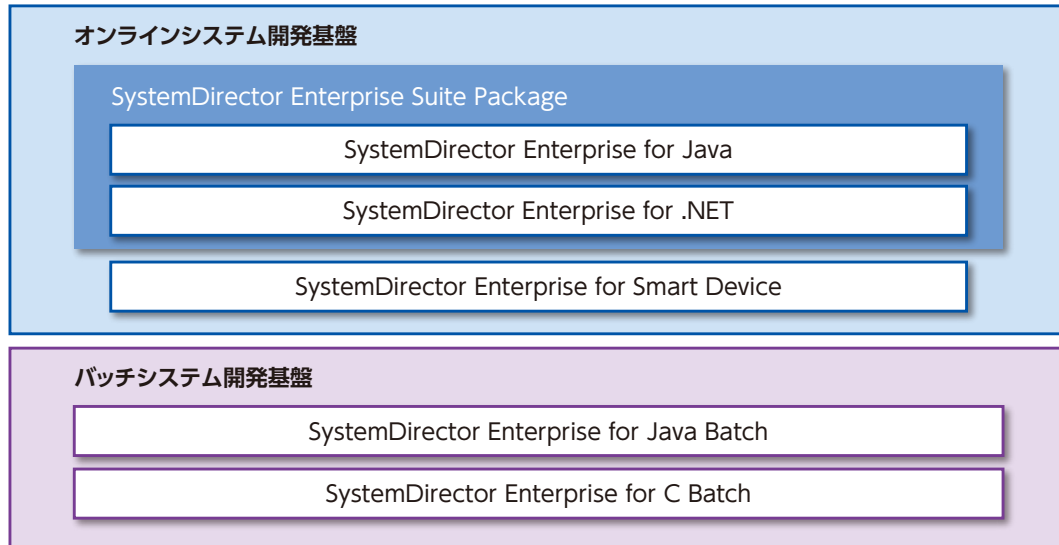 オンラインシステム開発基盤
SystemDirector Enterprise Suite Package
SystemDirector Enterprise for Java
SystemDirector Enterprise for .NET
SystemDirector Enterprise for Smart Device
バッチシステム開発基盤
SystemDirector Enterprise for Java Batch
SystemDirector Enterprise for C Batch